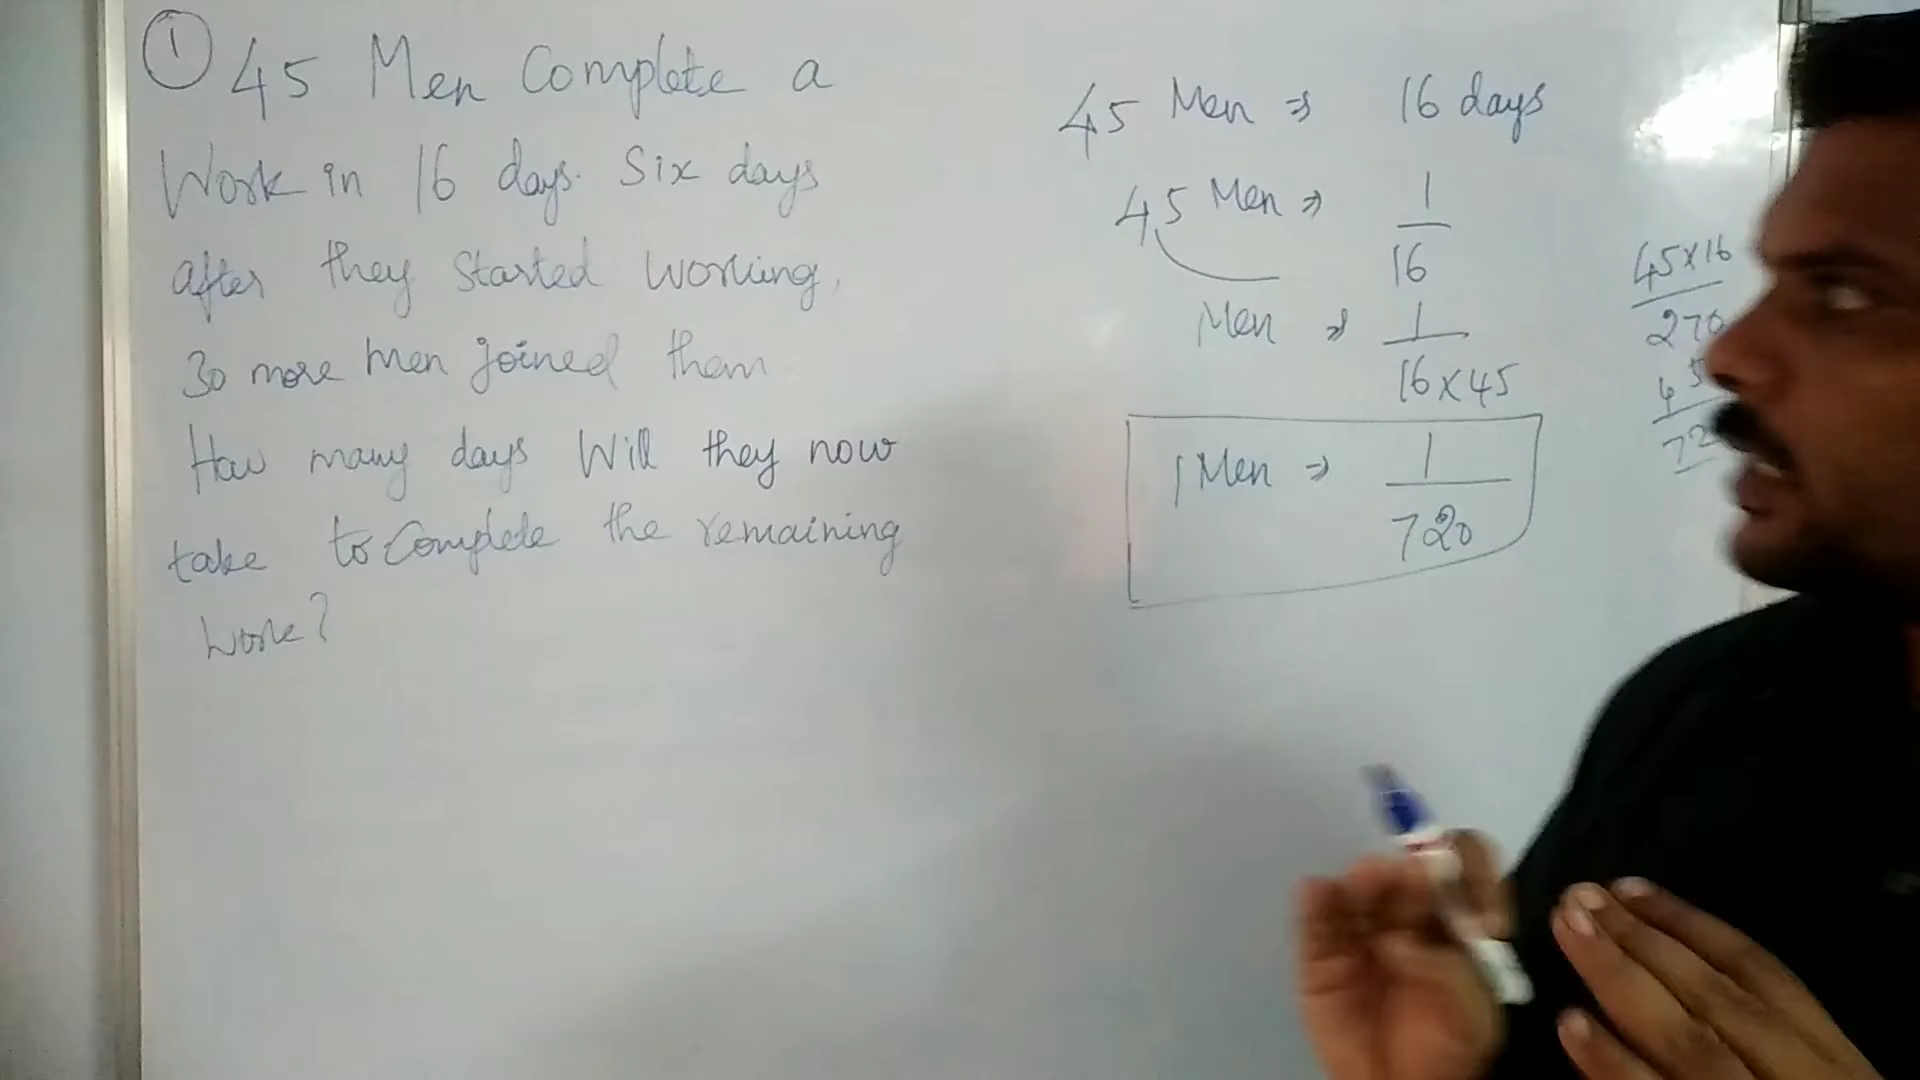 ① 45 Men Complete a
Work in 16 days. Six days
after they Started working,
30 more men joined them.
How many days Will they now
take to Complete the remaining
work?
45 Men ⇒ 16 days
45 Men ⇒ 1
16
Men ⇒ 1
16×45
1 Men ⇒ 1
720
45×16
270
45
72